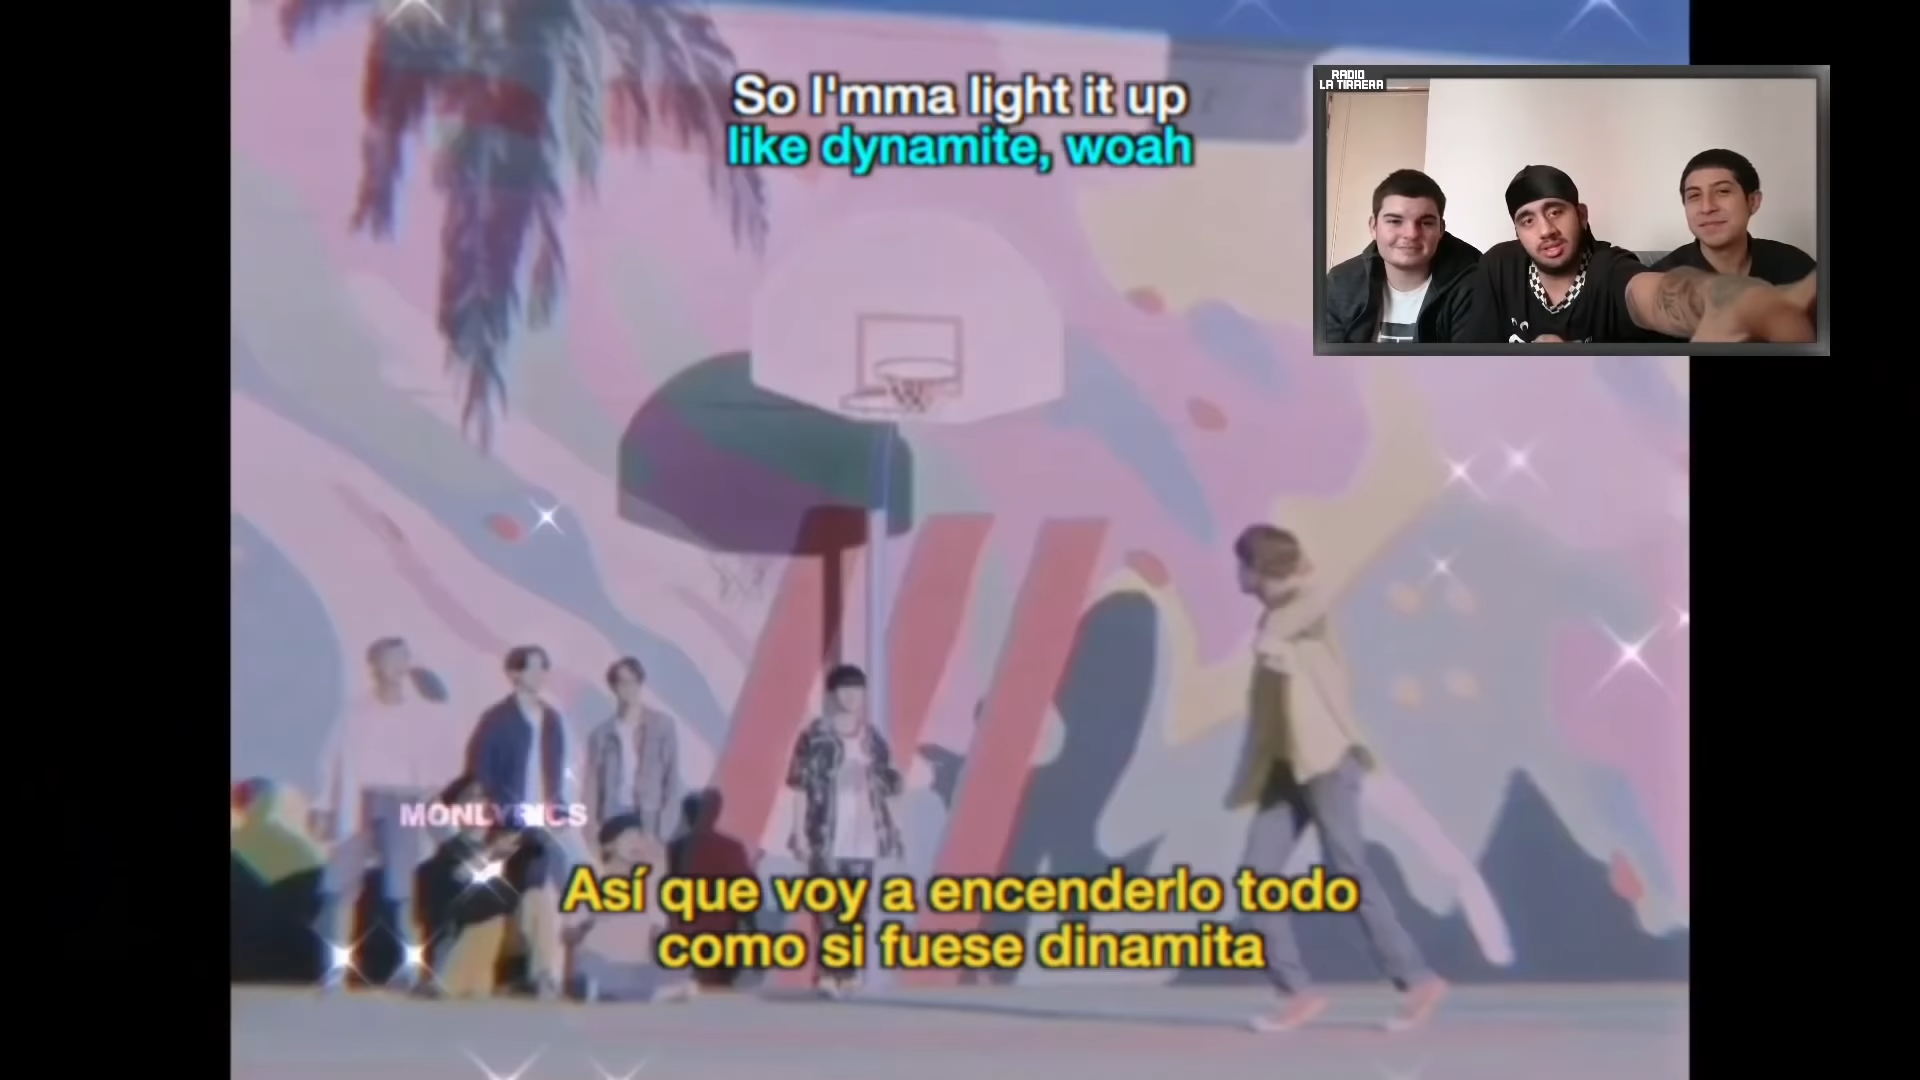 So I'mma light it up
like dynamite, woah
RADIO
LA TIRAERA
MONLYRICS
Así que voy a encenderlo todo
como si fuese dinamita